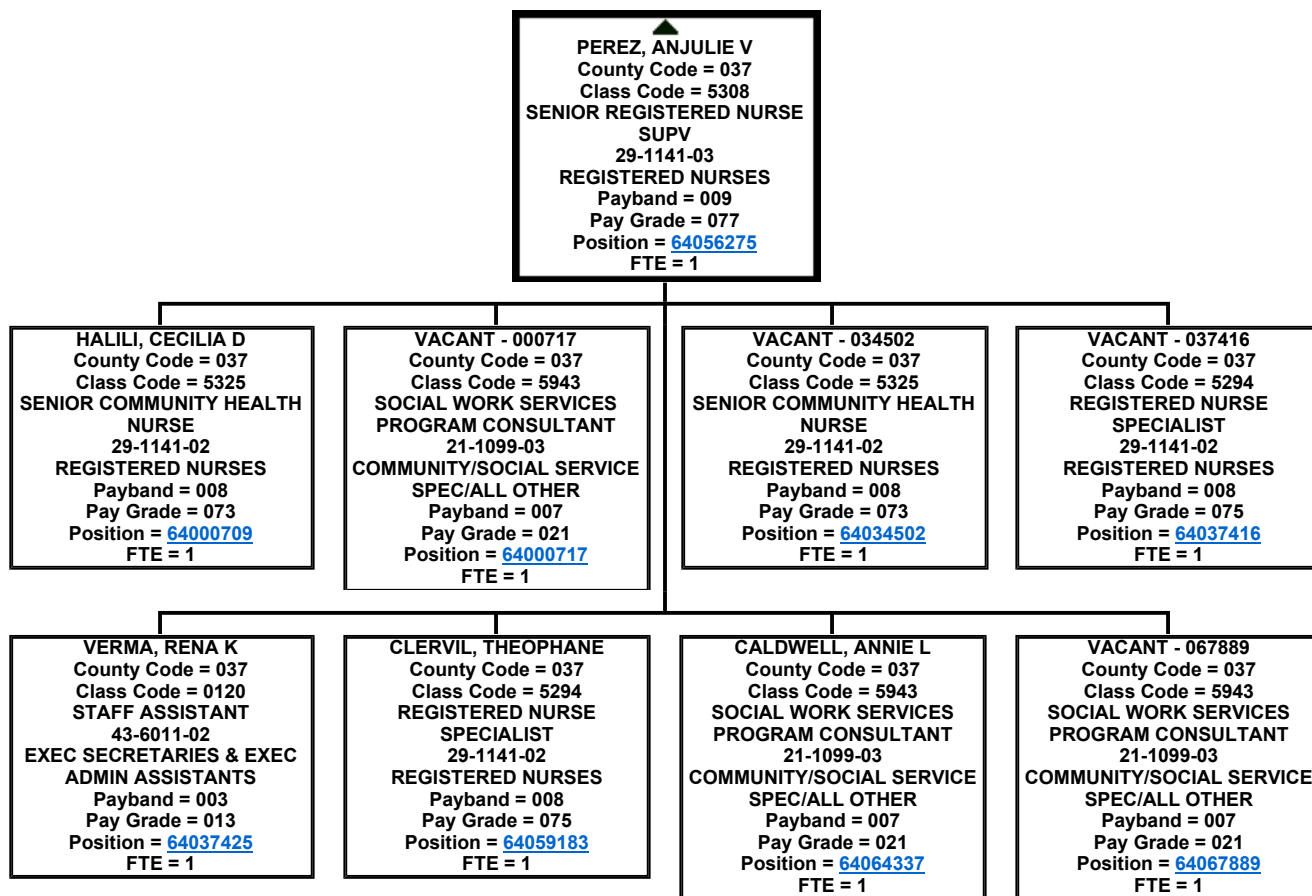 PEREZ, ANJULIE V
County Code = 037
Class Code = 5308
SENIOR REGISTERED NURSE
SUPV
29-1141-03
REGISTERED NURSES
Payband = 009
Pay Grade = 077
Position = 64056275
FTE = 1
HALILI, CECILIA D
County Code = 037
Class Code = 5325
SENIOR COMMUNITY HEALTH
NURSE
29-1141-02
REGISTERED NURSES
Payband = 008
Pay Grade = 073
Position = 64000709
FTE = 1
VACANT - 000717
County Code = 037
Class Code = 5943
SOCIAL WORK SERVICES
PROGRAM CONSULTANT
21-1099-03
COMMUNITY/SOCIAL SERVICE
SPEC/ALL OTHER
Payband = 007
Pay Grade = 021
Position = 64000717
FTE = 1
VACANT - 034502
County Code = 037
Class Code = 5325
SENIOR COMMUNITY HEALTH
NURSE
29-1141-02
REGISTERED NURSES
Payband = 008
Pay Grade = 073
Position = 64034502
FTE = 1
VACANT - 037416
County Code = 037
Class Code = 5294
REGISTERED NURSE
SPECIALIST
29-1141-02
REGISTERED NURSES
Payband = 008
Pay Grade = 075
Position = 64037416
FTE = 1
VERMA, RENA K
County Code = 037
Class Code = 0120
STAFF ASSISTANT
43-6011-02
EXEC SECRETARIES & EXEC
ADMIN ASSISTANTS
Payband = 003
Pay Grade = 013
Position = 64037425
FTE = 1
CLERVIL, THEOPHANE
County Code = 037
Class Code = 5294
REGISTERED NURSE
SPECIALIST
29-1141-02
REGISTERED NURSES
Payband = 008
Pay Grade = 075
Position = 64059183
FTE = 1
CALDWELL, ANNIE L
County Code = 037
Class Code = 5943
SOCIAL WORK SERVICES
PROGRAM CONSULTANT
21-1099-03
COMMUNITY/SOCIAL SERVICE
SPEC/ALL OTHER
Payband = 007
Pay Grade = 021
Position = 64064337
FTE = 1
VACANT - 067889
County Code = 037
Class Code = 5943
SOCIAL WORK SERVICES
PROGRAM CONSULTANT
21-1099-03
COMMUNITY/SOCIAL SERVICE
SPEC/ALL OTHER
Payband = 007
Pay Grade = 021
Position = 64067889
FTE = 1